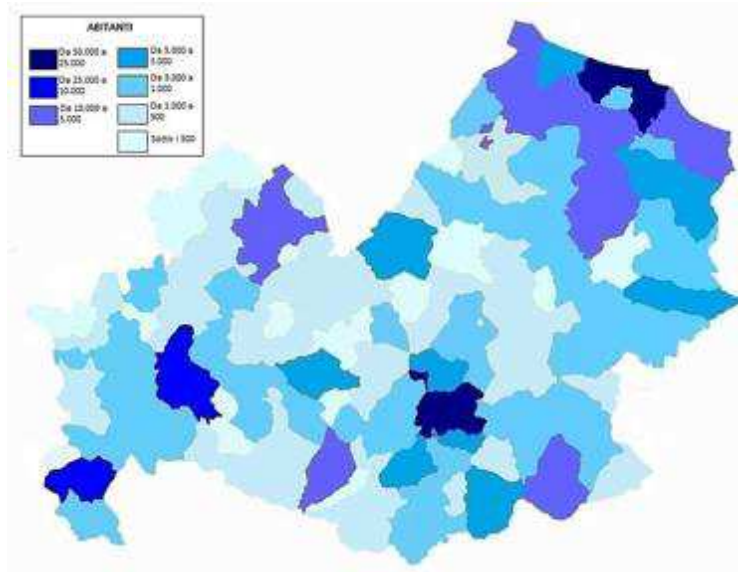 ABITANTI
Da 50.000 a
25.000
Da 25.000 a
10.000
Da 10.000 a
5.000
Da 5.000 a
3.000
Da 3.000 a
1.000
Da 1.000 a
500
Sotto i 500